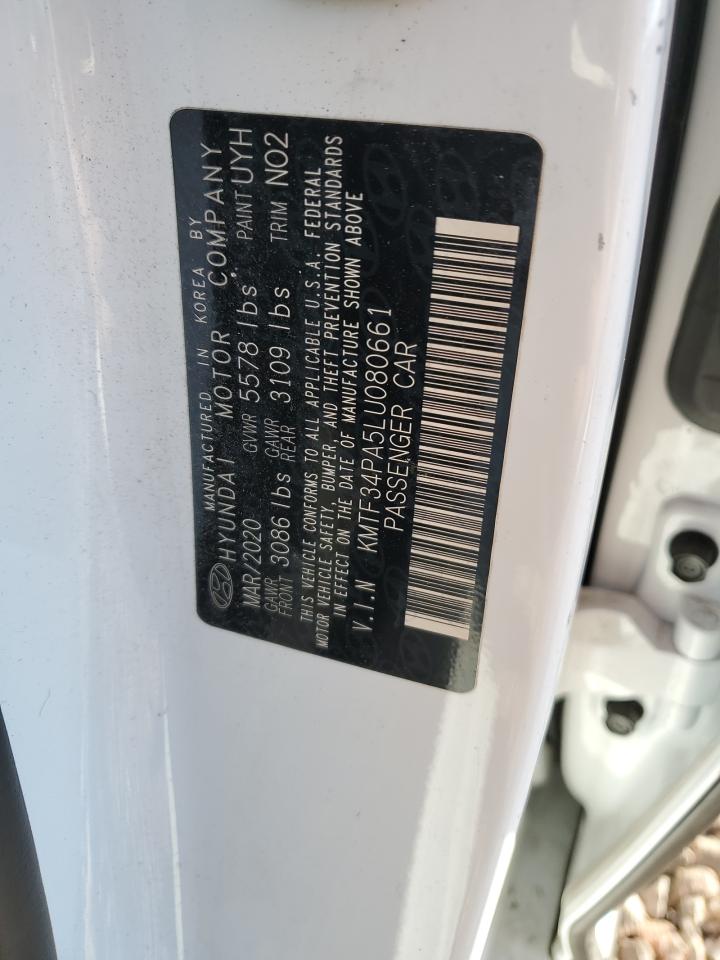 MANUFACTURED IN KOREA BY
HYUNDAI MOTOR COMPANY
MAR/2020 GVWR 5578 lbs. PAINT UYH
GAWR FRONT 3086 lbs GAWR REAR 3109 lbs TRIM NO2
THIS VEHICLE CONFORMS TO ALL APPLICABLE U.S.A. FEDERAL
MOTOR VEHICLE SAFETY, BUMPER, AND THEFT PREVENTION STANDARDS
IN EFFECT ON THE DATE OF MANUFACTURE SHOWN ABOVE
V.I.N KMTF34PA5LU080661
PASSENGER CAR